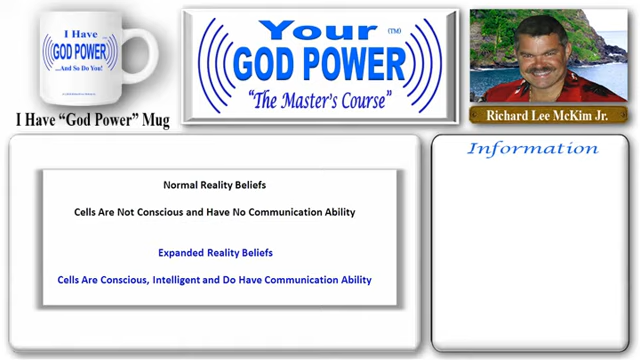 I Have
GOD POWER
...And So Do You!
I Have “God Power” Mug
Your (TM)
GOD POWER
“The Master's Course”
Richard Lee McKim Jr.
Normal Reality Beliefs
Cells Are Not Conscious and Have No Communication Ability
Expanded Reality Beliefs
Cells Are Conscious, Intelligent and Do Have Communication Ability
Information